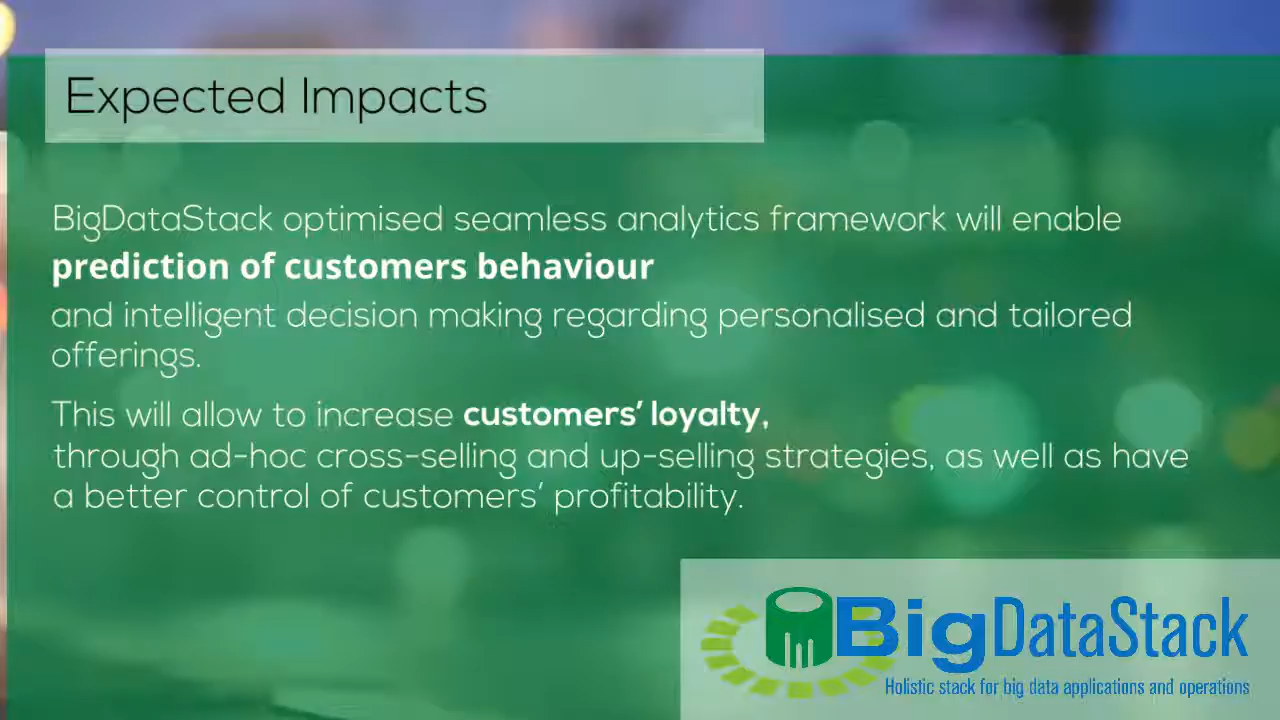 Expected Impacts
BigDataStack optimised seamless analytics framework will enable
prediction of customers behaviour
and intelligent decision making regarding personalised and tailored
offerings.
This will allow to increase customers’ loyalty,
through ad-hoc cross-selling and up-selling strategies, as well as have
a better control of customers’ profitability.
BigDataStack
Holistic stack for big data applications and operations